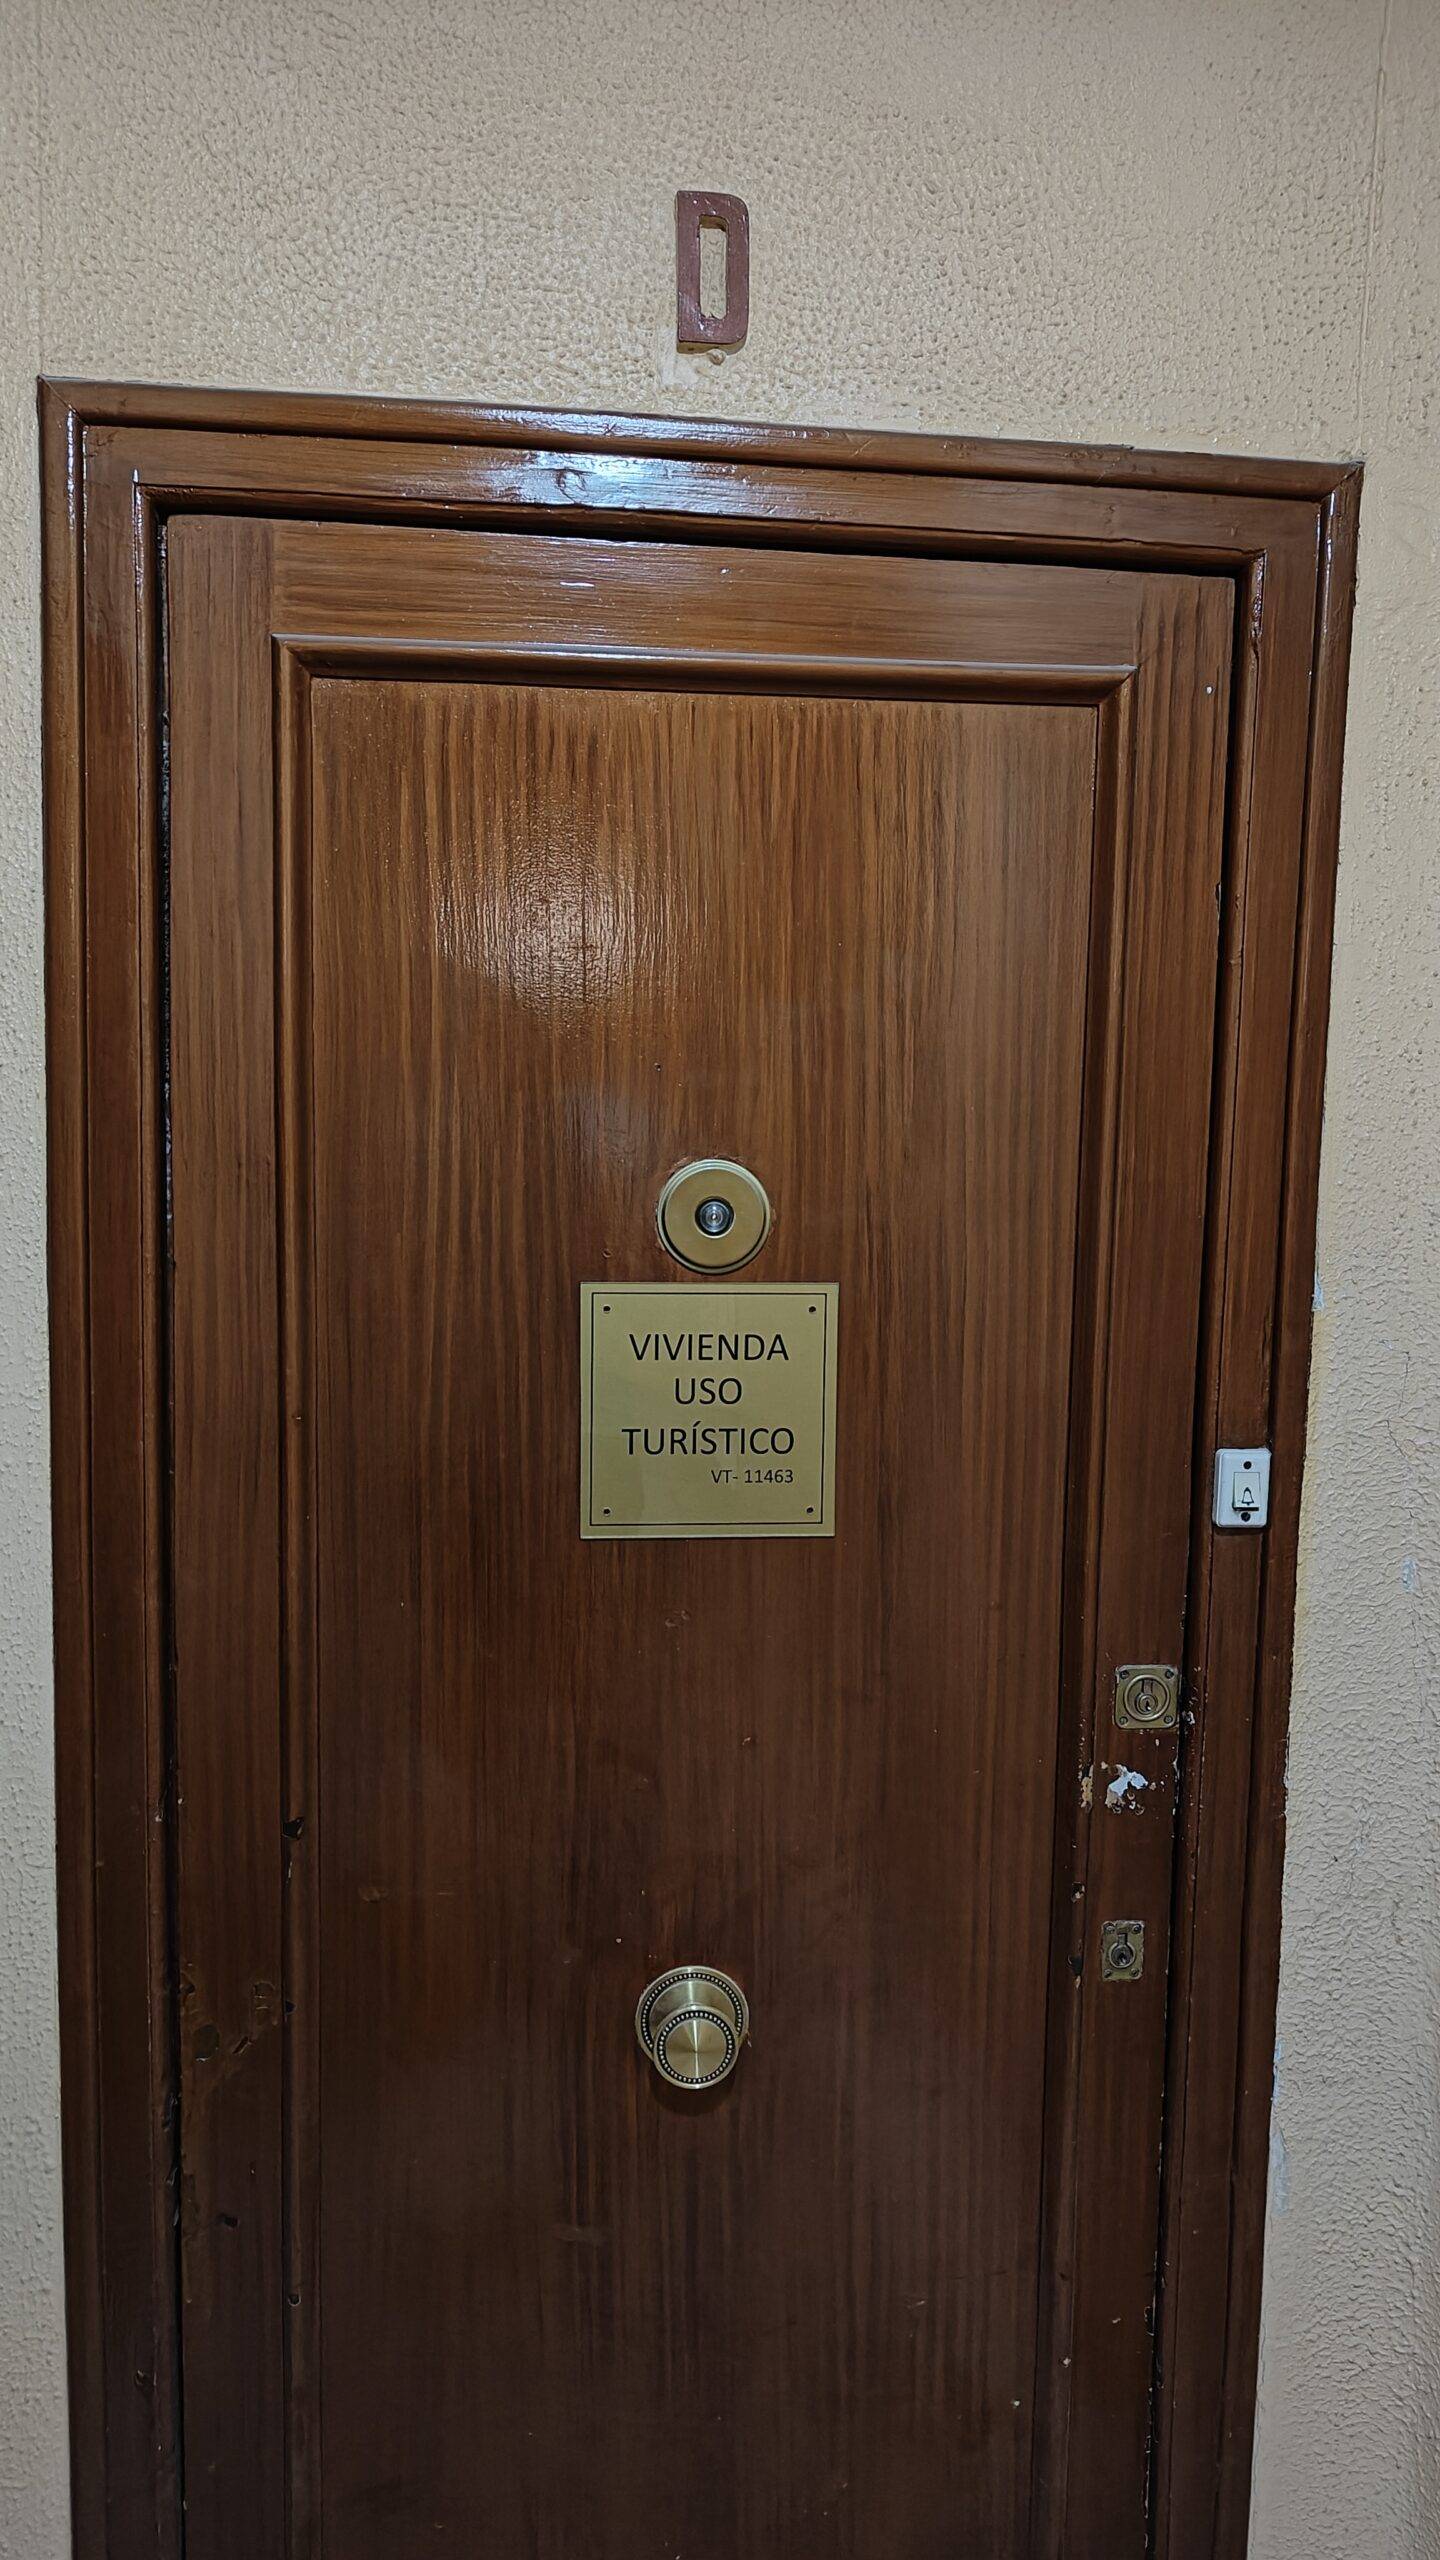 D
VIVIENDA
USO
TURÍSTICO
VT- 11463